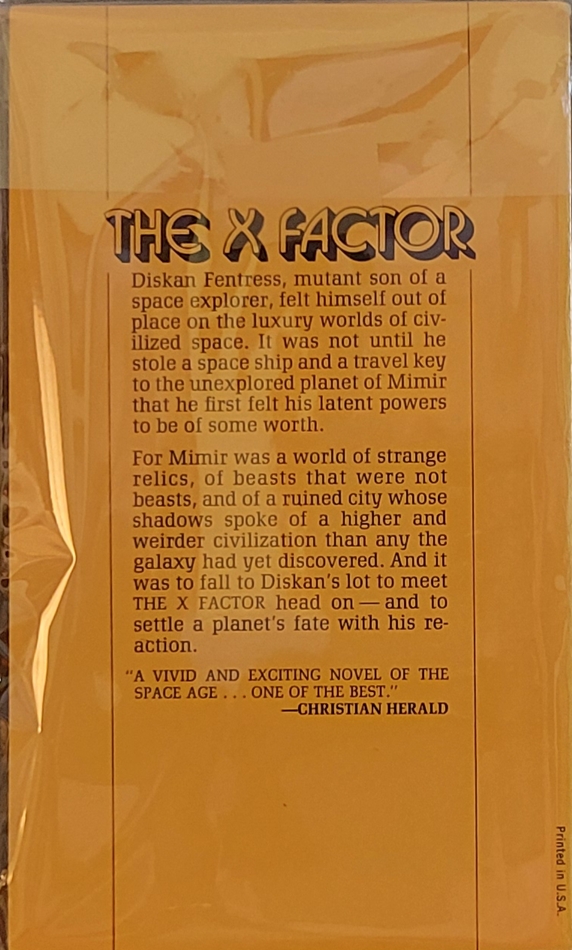 THE X FACTOR
Diskan Fentress, mutant son of a
space explorer, felt himself out of
place on the luxury worlds of civ-
ilized space. It was not until he
stole a space ship and a travel key
to the unexplored planet of Mimir
that he first felt his latent powers
to be of some worth.
For Mimir was a world of strange
relics, of beasts that were not
beasts, and of a ruined city whose
shadows spoke of a higher and
weirder civilization than any the
galaxy had yet discovered. And it
was to fall to Diskan's lot to meet
THE X FACTOR head on — and to
settle a planet's fate with his re-
action.
"A VIVID AND EXCITING NOVEL OF THE
SPACE AGE . . . ONE OF THE BEST."
—CHRISTIAN HERALD
Printed in U.S.A.